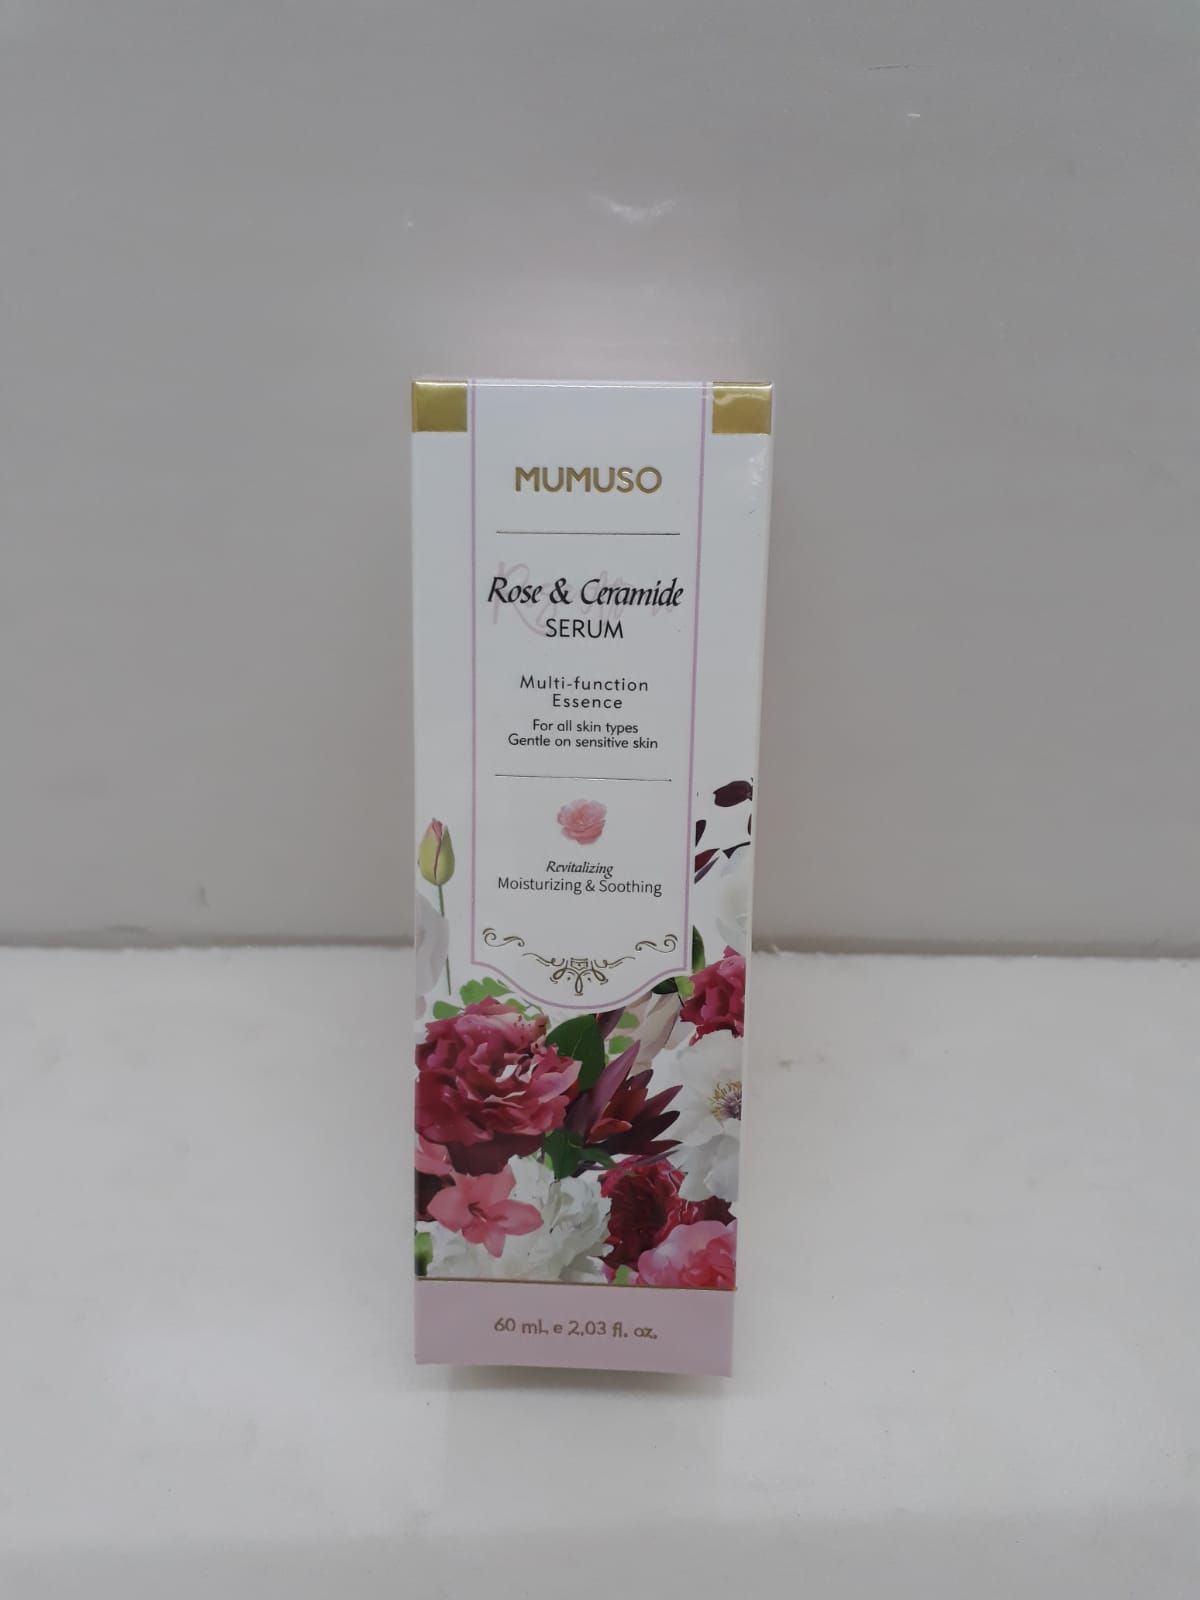 MUMUSO
Rose & Ceramide
SERUM
Multi-function
Essence
For all skin types
Gentle on sensitive skin
Revitalizing
Moisturizing & Soothing
60 mL e 2.03 fl. oz.